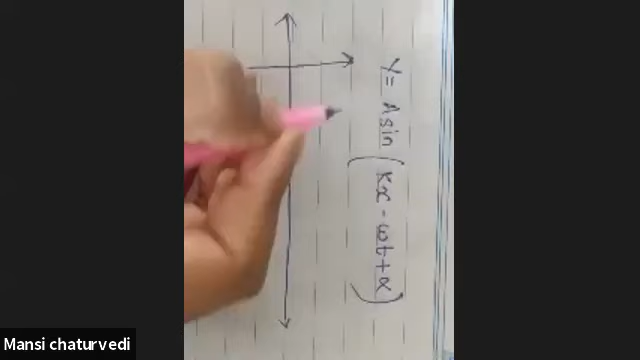 y = A sin (kx - ωt + α)
Mansi chaturvedi